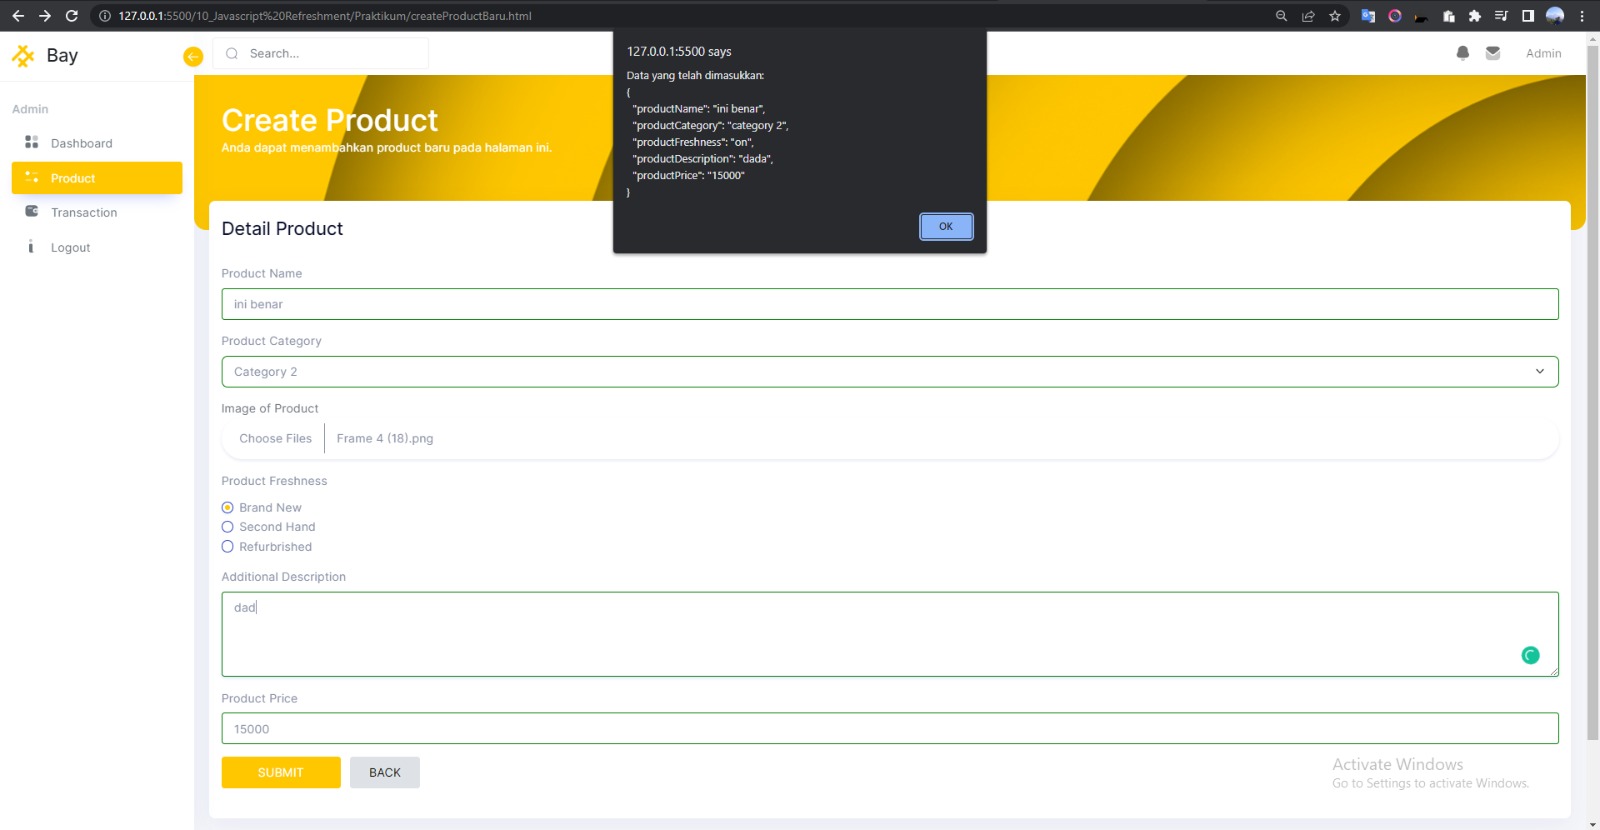 127.0.0.1:5500/10_Javascript%20Refreshment/Praktikum/createProductBaru.html
Bay
Search...
Admin
Admin
Dashboard
Product
Transaction
Logout
Create Product
Anda dapat menambahkan product baru pada halaman ini.
127.0.0.1:5500 says
Data yang telah dimasukkan:
{
"productName": "ini benar",
"productCategory": "category 2",
"productFreshness": "on",
"productDescription": "dada",
"productPrice": "15000"
}
OK
Detail Product
Product Name
ini benar
Product Category
Category 2
Image of Product
Choose Files Frame 4 (18).png
Product Freshness
Brand New
Second Hand
Refurbrished
Additional Description
dad
Product Price
15000
SUBMIT BACK
Activate Windows
Go to Settings to activate Windows.